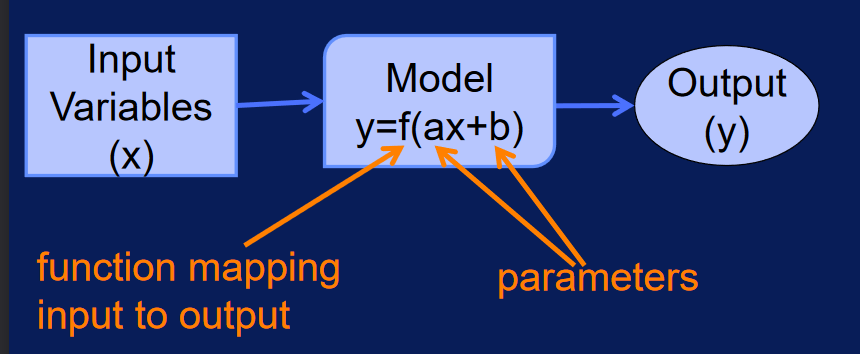 Input
Variables
(x)
Model
y=f(ax+b)
Output
(y)
function mapping
input to output
parameters